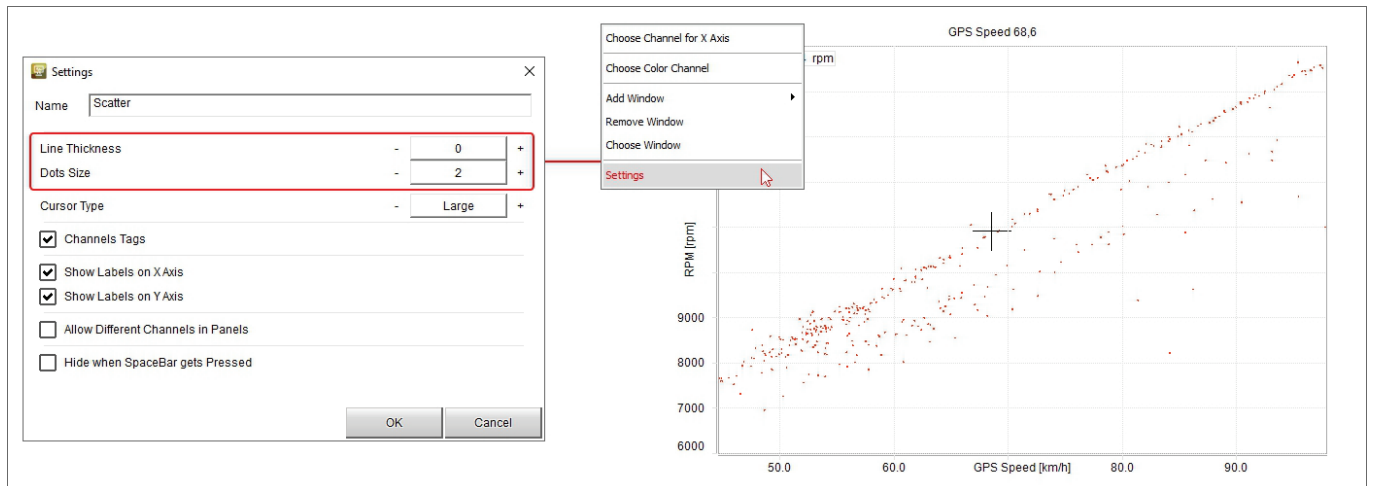 Settings
Name Scatter
Line Thickness - 0 +
Dots Size - 2 +
Cursor Type - Large +
Channels Tags
Show Labels on X Axis
Show Labels on Y Axis
Allow Different Channels in Panels
Hide when SpaceBar gets Pressed
OK Cancel
Choose Channel for X Axis
Choose Color Channel
Add Window
Remove Window
Choose Window
Settings
GPS Speed 68,6
rpm
RPM [rpm]
9000
8000
7000
6000
50.0 60.0 GPS Speed [km/h] 80.0 90.0